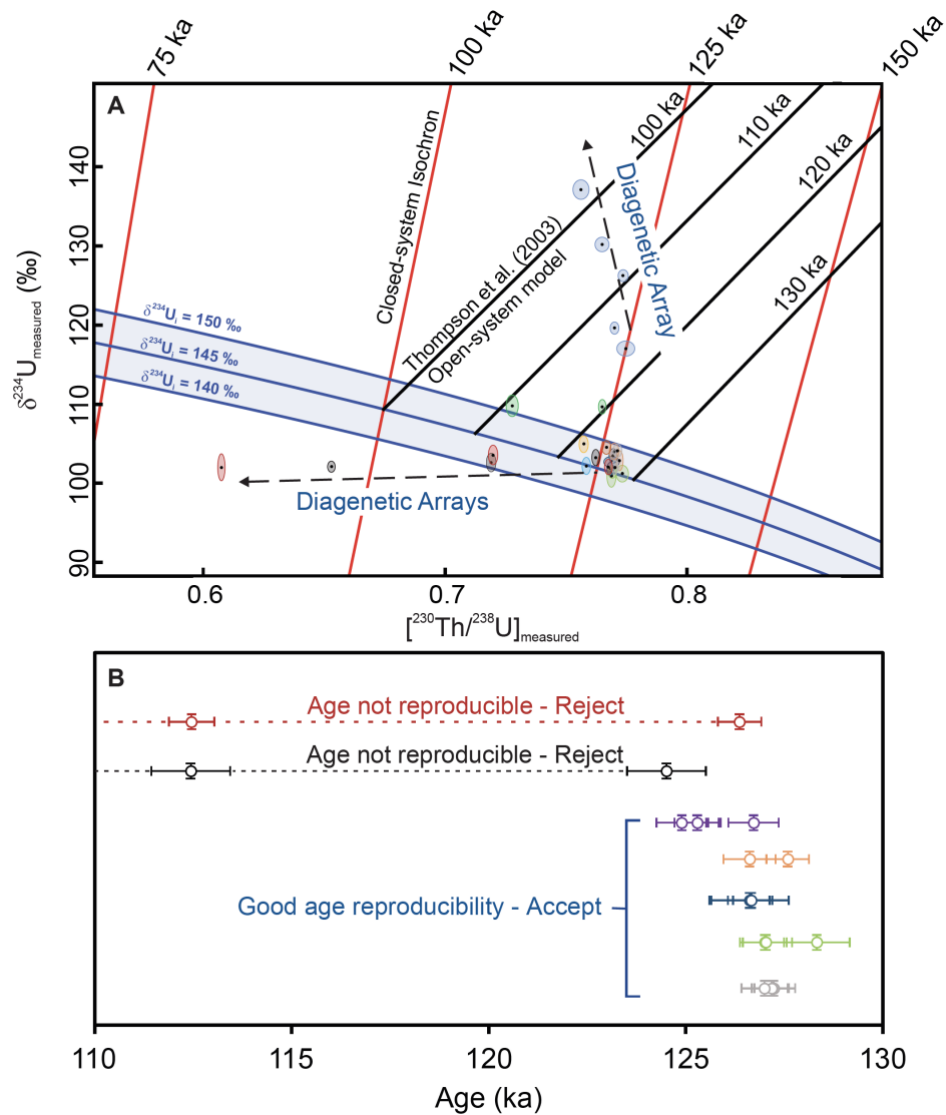 75 ka
100 ka
125 ka
150 ka
A
140
130
120
110
100
90
δ²³⁴U measured (‰)
Closed-system Isochron
Thompson et al. (2003)
Open-system model
100 ka
110 ka
120 ka
130 ka
Diagenetic Array
δ²³⁴Uᵢ = 150 ‰
δ²³⁴Uᵢ = 145 ‰
δ²³⁴Uᵢ = 140 ‰
Diagenetic Arrays
0.6
0.7
0.8
[²³⁰Th/²³⁸U]measured
B
Age not reproducible - Reject
Age not reproducible - Reject
Good age reproducibility - Accept
110
115
120
125
130
Age (ka)